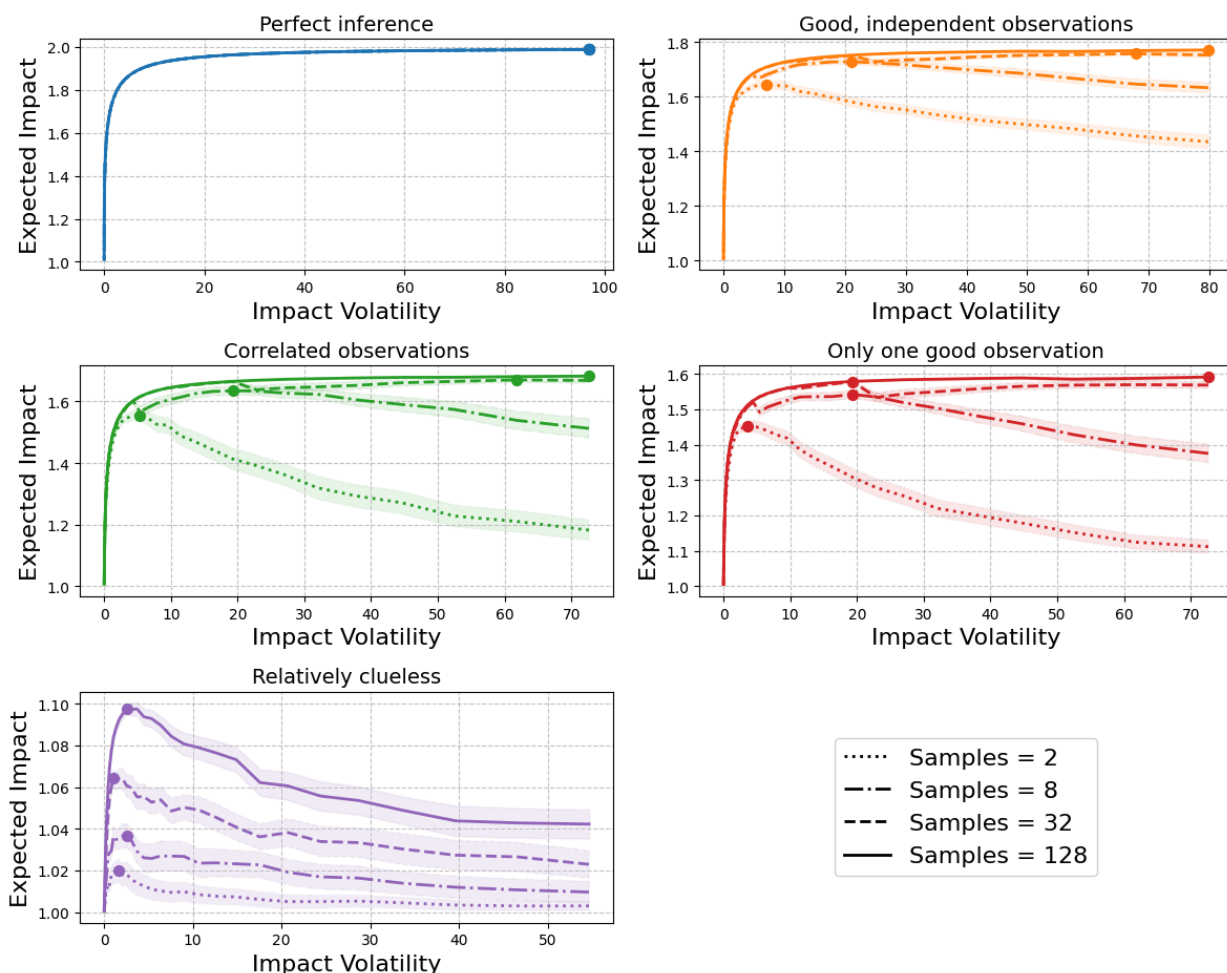 Perfect inference
Expected Impact
2.0
1.8
1.6
1.4
1.2
1.0
0 20 40 60 80 100
Impact Volatility
Good, independent observations
Expected Impact
1.8
1.6
1.4
1.2
1.0
0 10 20 30 40 50 60 70 80
Impact Volatility
Correlated observations
Expected Impact
1.6
1.4
1.2
1.0
0 10 20 30 40 50 60 70
Impact Volatility
Only one good observation
Expected Impact
1.6
1.5
1.4
1.3
1.2
1.1
1.0
0 10 20 30 40 50 60 70
Impact Volatility
Relatively clueless
Expected Impact
1.10
1.08
1.06
1.04
1.02
1.00
0 10 20 30 40 50
Impact Volatility
Samples = 2
Samples = 8
Samples = 32
Samples = 128